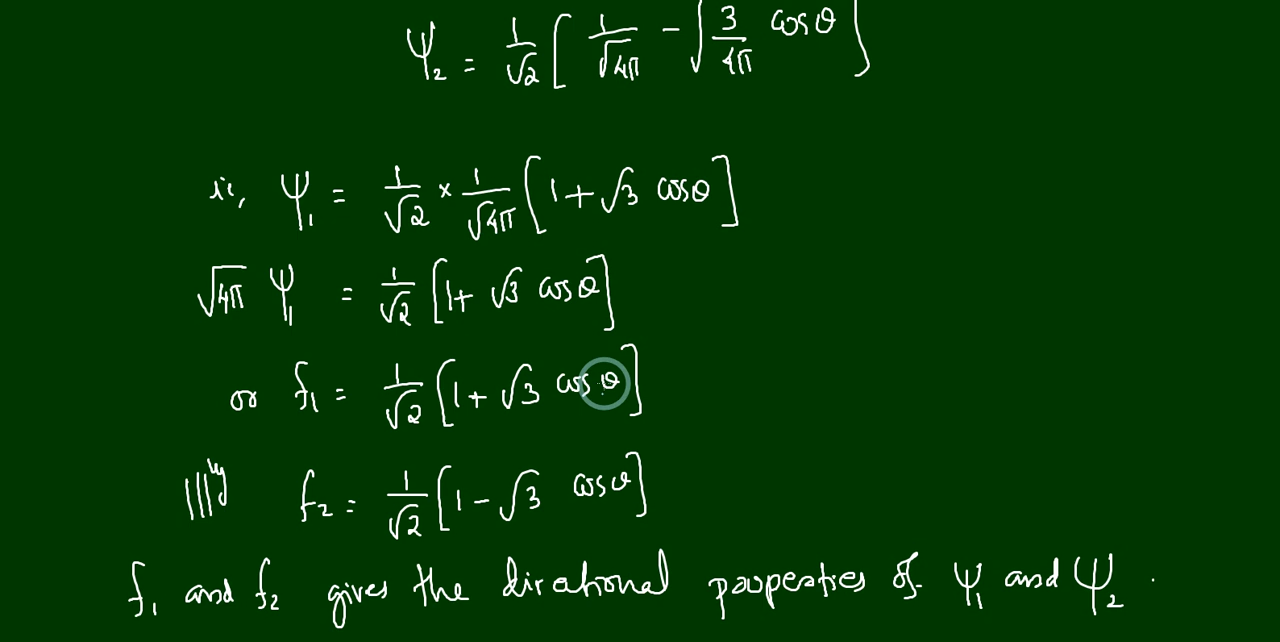 Ψ₂ = 1/√2 [ 1/√4π - √3/4π cosθ ]
ie, Ψ₁ = 1/√2 × 1/√4π [ 1 + √3 cosθ ]
√4π Ψ₁ = 1/√2 [ 1 + √3 cosθ ]
or f₁ = 1/√2 [ 1 + √3 cosθ ]
|||ly f₂ = 1/√2 [ 1 - √3 cosθ ]
f₁ and f₂ gives the directional properties of Ψ₁ and Ψ₂.